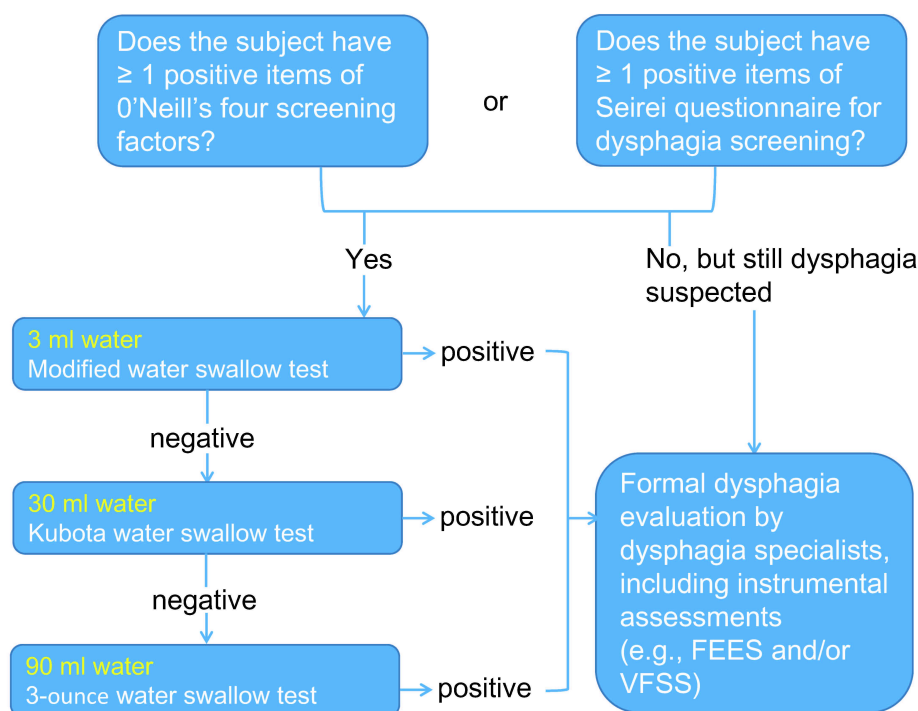 Does the subject have
≥ 1 positive items of
0’Neill’s four screening
factors?
or
Does the subject have
≥ 1 positive items of
Seirei questionnaire for
dysphagia screening?
Yes
No, but still dysphagia
suspected
3 ml water
Modified water swallow test
positive
negative
30 ml water
Kubota water swallow test
positive
negative
90 ml water
3-ounce water swallow test
positive
Formal dysphagia
evaluation by
dysphagia specialists,
including instrumental
assessments
(e.g., FEES and/or
VFSS)